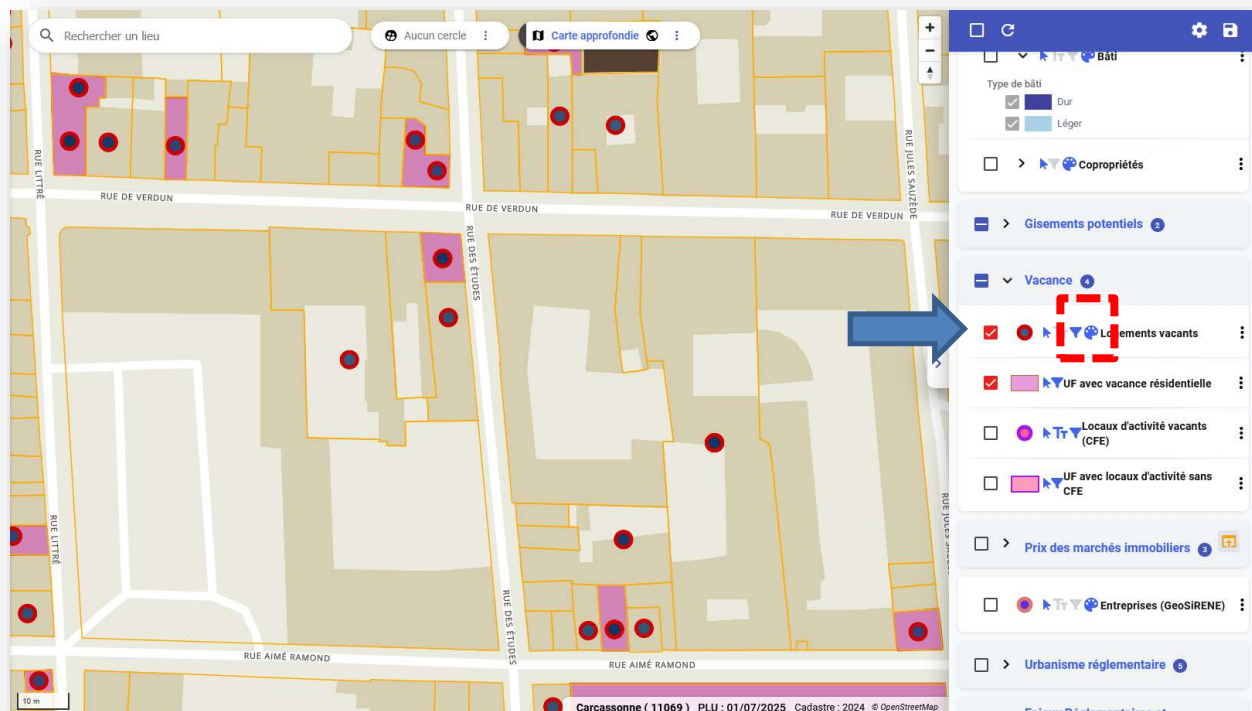 Rechercher un lieu
Aucun cercle
Carte approfondie
Bâti
Type de bâti
Dur
Léger
Copropriétés
Gisements potentiels 2
Vacance 4
Logements vacants
UF avec vacance résidentielle
Locaux d'activité vacants
(CFE)
UF avec locaux d'activité sans
CFE
Prix des marchés immobiliers 3
Entreprises (GeoSiRENE)
Urbanisme réglementaire 5
RUE LITTRÉ
RUE DE VERDUN
RUE DE VERDUN
RUE DE VERDUN
RUE JULES SAUZÈDE
RUE DES ÉTUDES
RUE LITTRÉ
RUE DES ÉTUDES
RUE AIMÉ RAMOND
RUE AIMÉ RAMOND
10 m
Carcassonne ( 11069 ) PLU : 01/07/2025 Cadastre : 2024 © OpenStreetMap